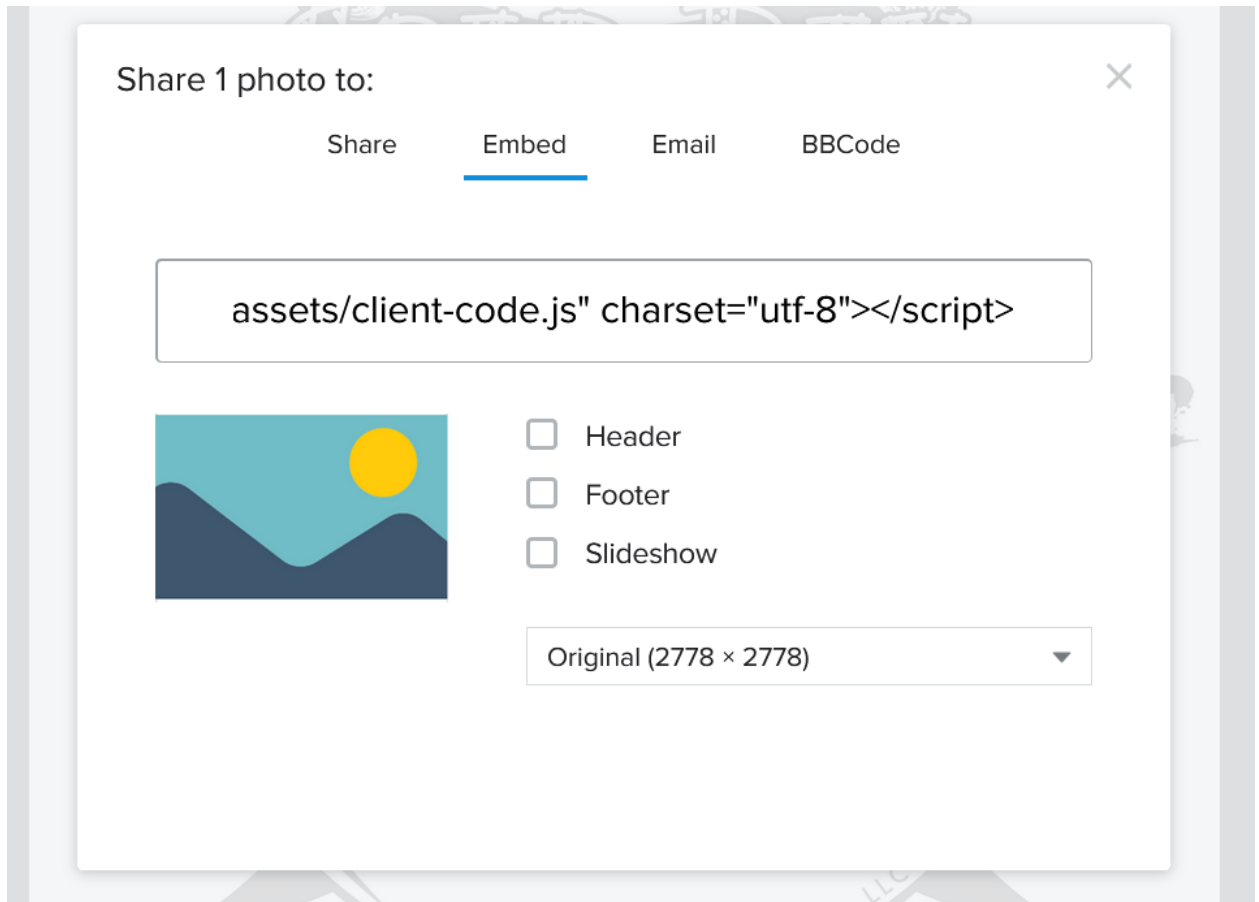 Share 1 photo to:
Share Embed Email BBCode
assets/client-code.js" charset="utf-8"></script>
Header
Footer
Slideshow
Original (2778 × 2778)
LLC